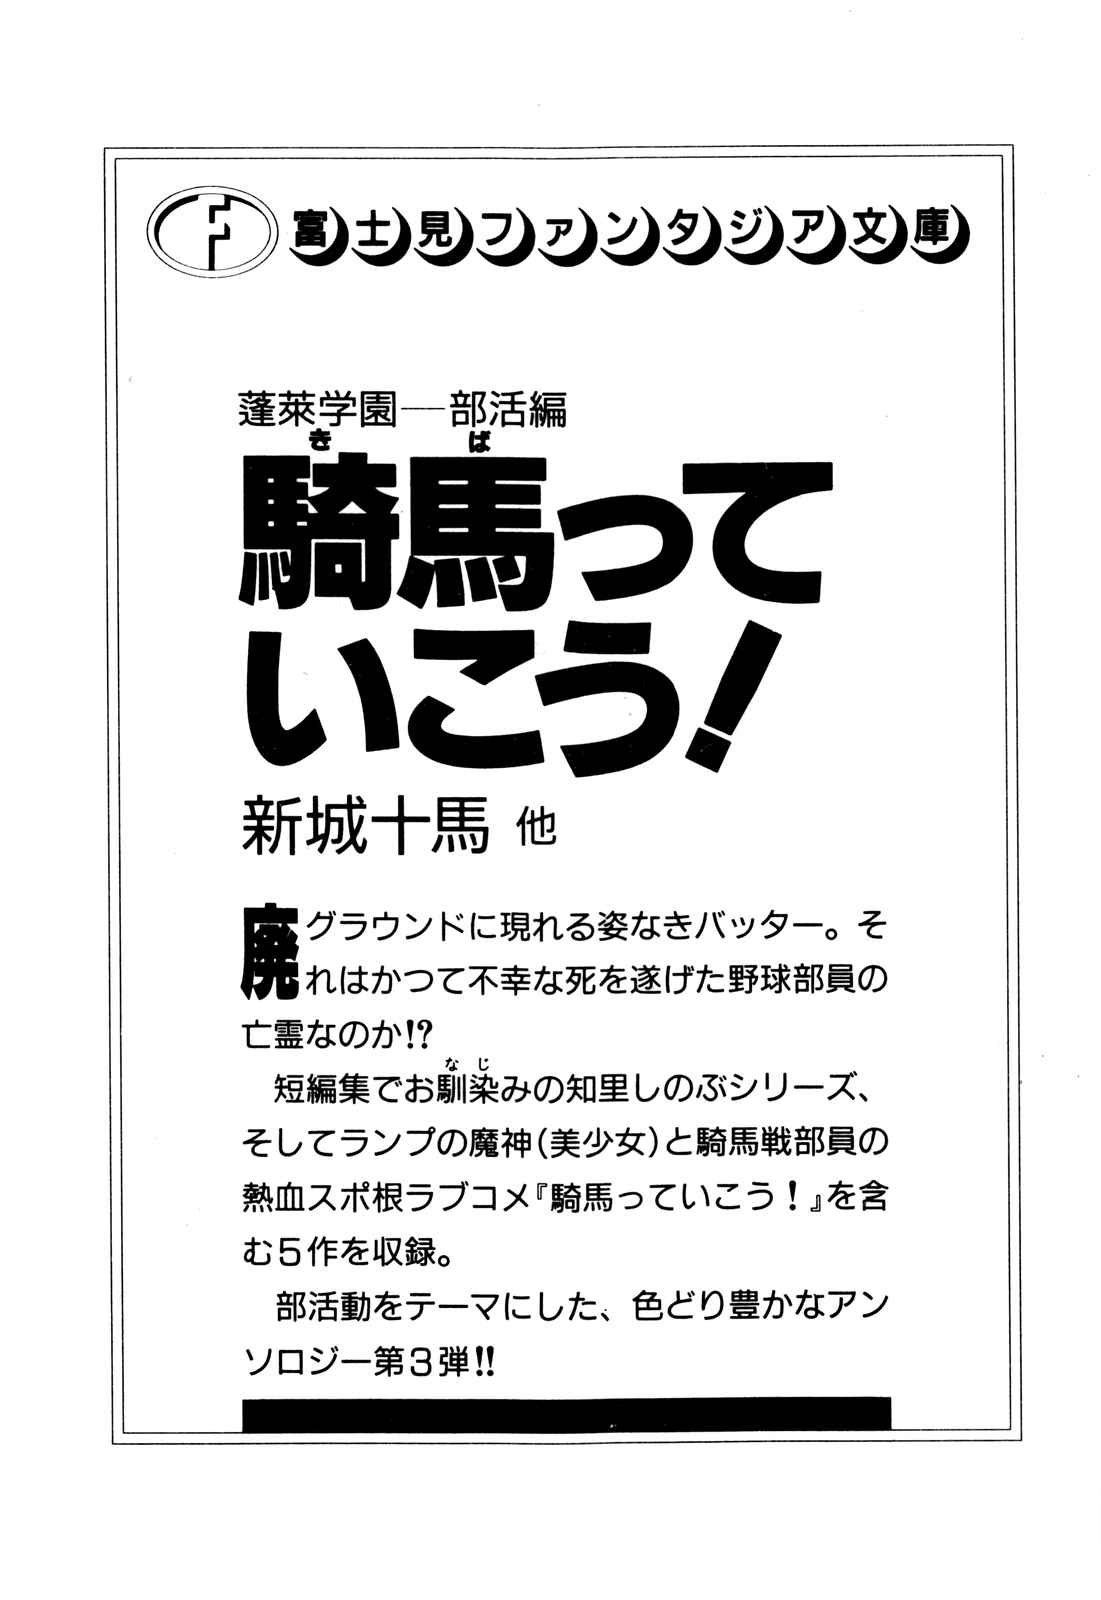 富士見ファンタジア文庫
蓬萊学園──部活編
騎馬って
いこう!
新城十馬 他
廃グラウンドに現れる姿なきバッター。そ
れはかつて不幸な死を遂げた野球部員の
亡霊なのか!?
短編集でお馴染みの知里しのぶシリーズ、
そしてランプの魔神(美少女)と騎馬戦部員の
熱血スポ根ラブコメ『騎馬っていこう!』を含
む5作を収録。
部活動をテーマにした、色どり豊かなアン
ソロジー第3弾!!